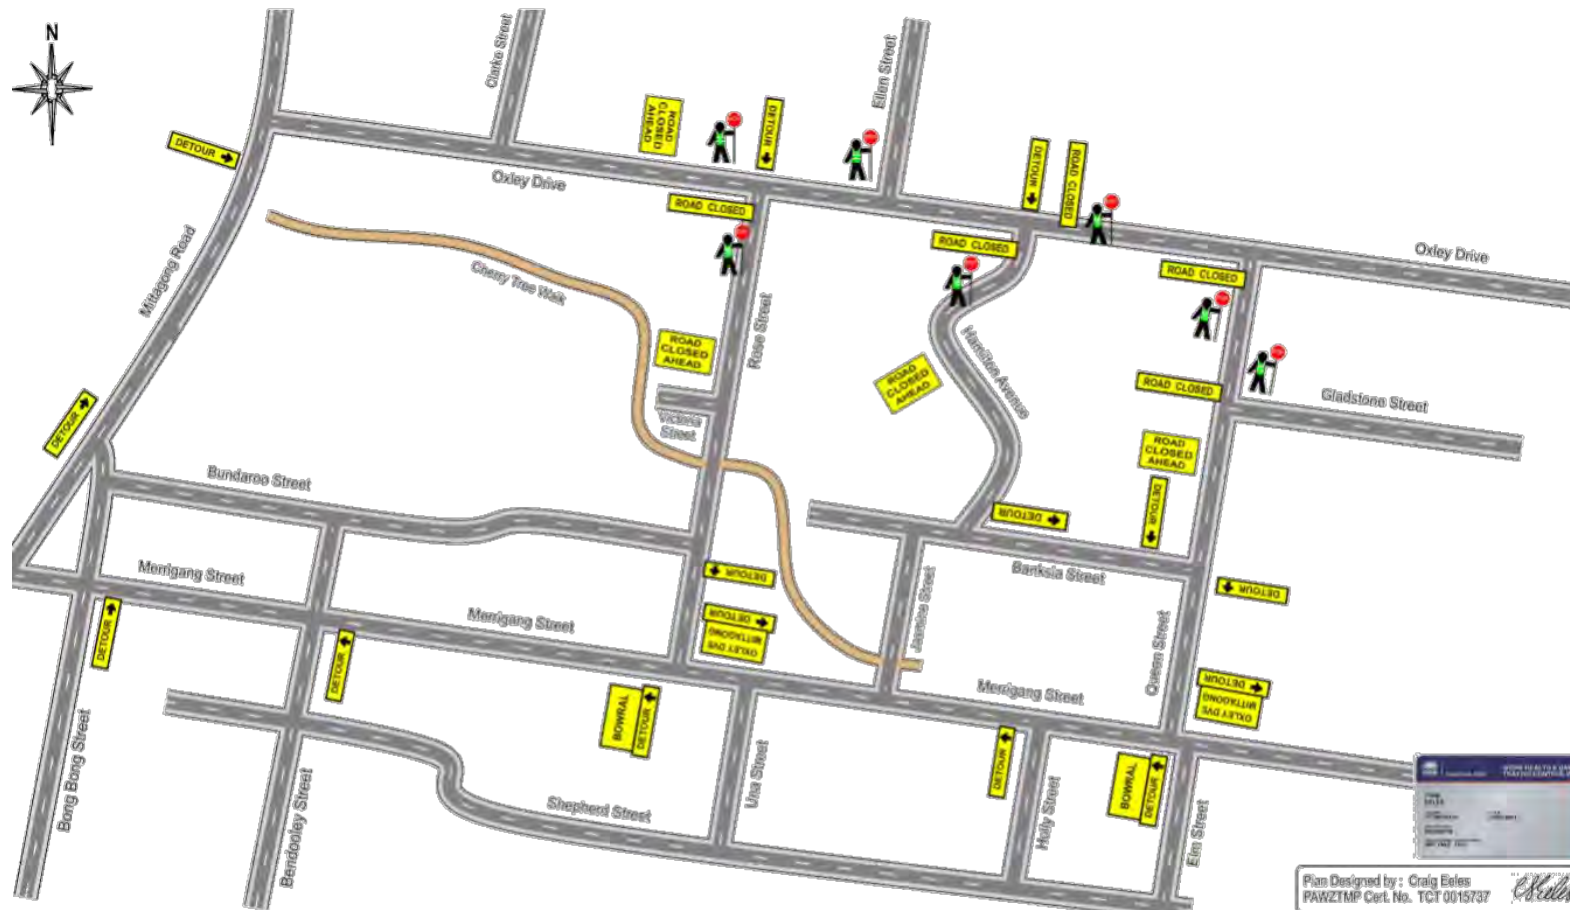 N
Clarke Street
Ellen Street
ROAD
CLOSED
AHEAD
DETOUR
DETOUR
DETOUR
ROAD CLOSED
Oxley Drive
ROAD CLOSED
ROAD CLOSED
Oxley Drive
ROAD CLOSED
Mittagong Road
Cherry Tree Walk
Rose Street
ROAD
CLOSED
AHEAD
Hamilton Avenue
ROAD
CLOSED
AHEAD
ROAD CLOSED
Gladstone Street
DETOUR
Victoria
Street
ROAD
CLOSED
AHEAD
Bundaroo Street
DETOUR
DETOUR
Merrigang Street
DETOUR
Banksia Street
DETOUR
Jasmine Street
DETOUR
Merrigang Street
DETOUR
OXLEY DVE
MITTAGONG
DETOUR
Queen Street
DETOUR
OXLEY DVE
MITTAGONG
Merrigang Street
BOWRAL
DETOUR
DETOUR
BOWRAL
DETOUR
Bong Bong Street
Bendooley Street
Una Street
Shepherd Street
Holly Street
Elm Street
Plan Designed by : Craig Eeles
PAWZTMP Cert. No. TCT 0015737